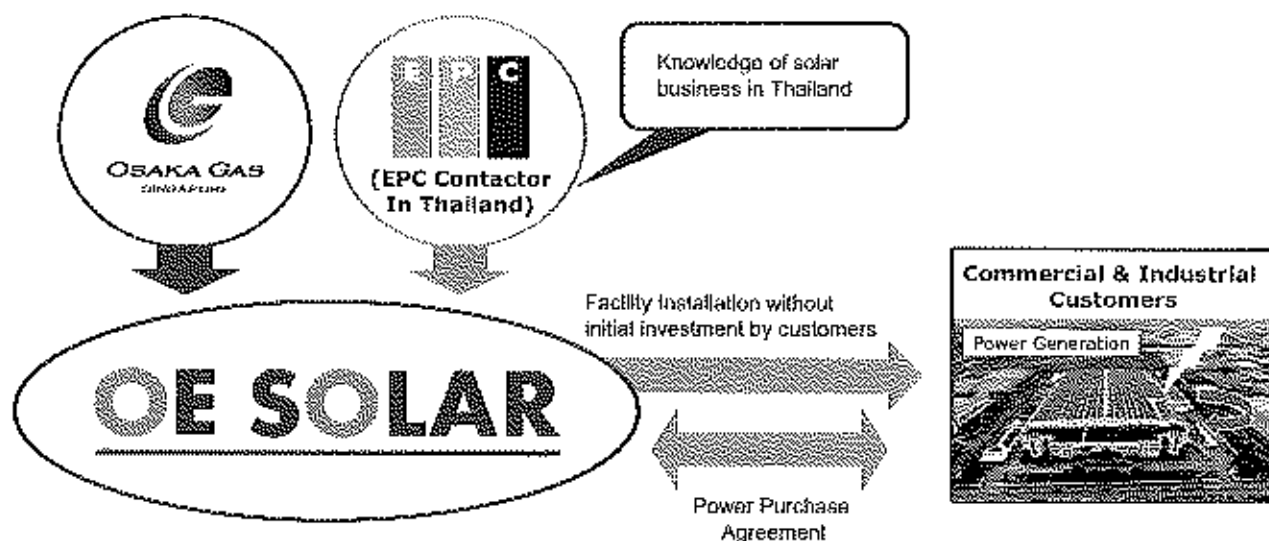 OSAKA GAS
SINGAPORE
E P C
(EPC Contactor
In Thailand)
Knowledge of solar
business in Thailand
OE SOLAR
Facility Installation without
initial investment by customers
Power Purchase
Agreement
Commercial & Industrial
Customers
Power Generation